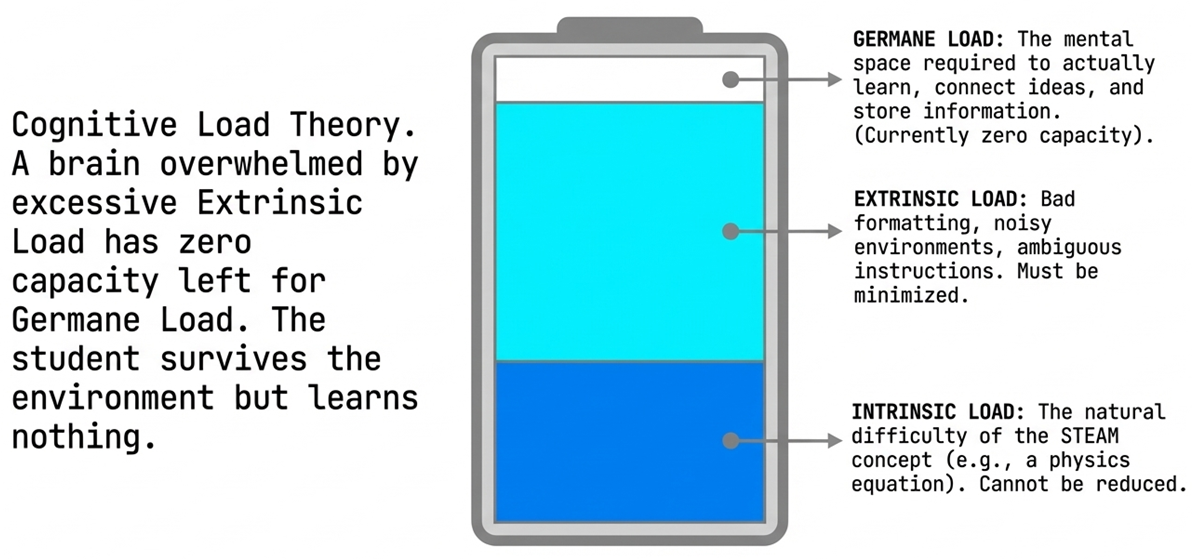 Cognitive Load Theory.
A brain overwhelmed by
excessive Extrinsic
Load has zero
capacity left for
Germane Load. The
student survives the
environment but learns
nothing.
GERMANE LOAD: The mental
space required to actually
learn, connect ideas, and
store information.
(Currently zero capacity).
EXTRINSIC LOAD: Bad
formatting, noisy
environments, ambiguous
instructions. Must be
minimized.
INTRINSIC LOAD: The natural
difficulty of the STEAM
concept (e.g., a physics
equation). Cannot be reduced.